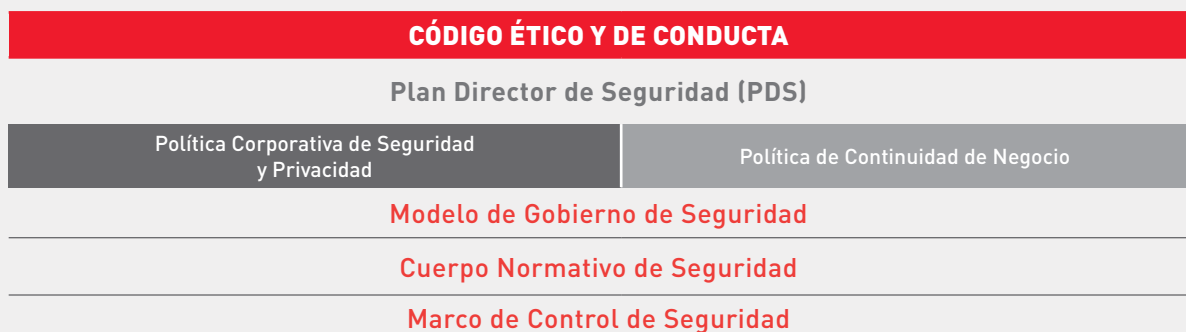 CÓDIGO ÉTICO Y DE CONDUCTA
Plan Director de Seguridad (PDS)
Política Corporativa de Seguridad
y Privacidad
Política de Continuidad de Negocio
Modelo de Gobierno de Seguridad
Cuerpo Normativo de Seguridad
Marco de Control de Seguridad